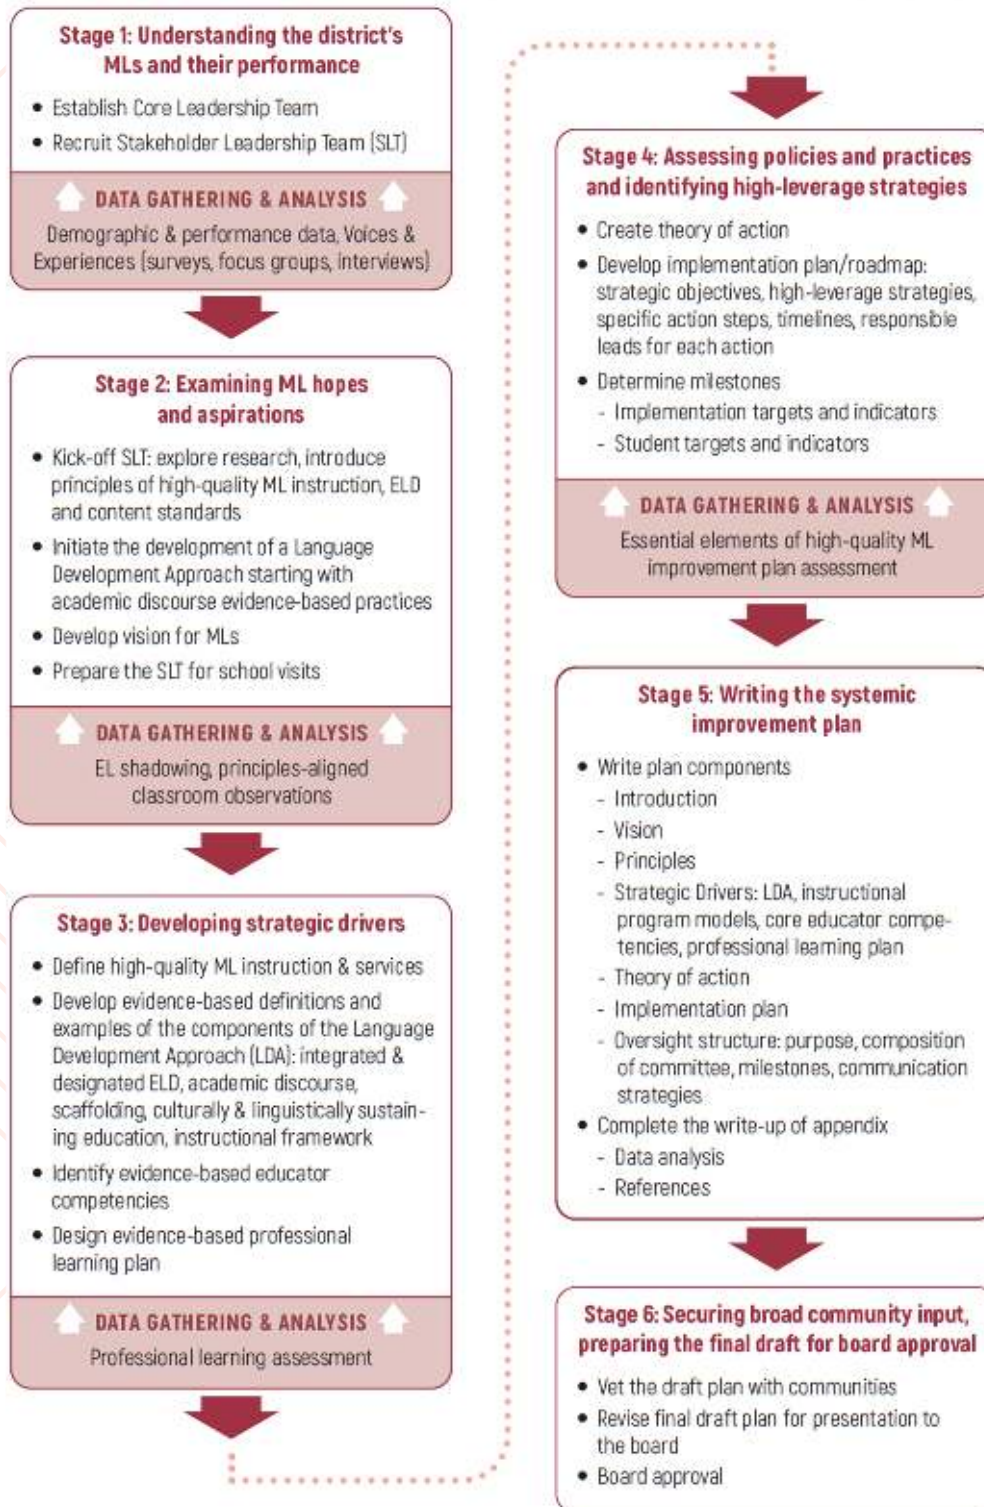 Stage 1: Understanding the district's
MLs and their performance
• Establish Core Leadership Team
• Recruit Stakeholder Leadership Team (SLT)
DATA GATHERING & ANALYSIS
Demographic & performance data, Voices &
Experiences (surveys, focus groups, interviews)
Stage 2: Examining ML hopes
and aspirations
• Kick-off SLT: explore research, introduce
principles of high-quality ML instruction, ELD
and content standards
• Initiate the development of a Language
Development Approach starting with
academic discourse evidence-based practices
• Develop vision for MLs
• Prepare the SLT for school visits
DATA GATHERING & ANALYSIS
EL shadowing, principles-aligned
classroom observations
Stage 3: Developing strategic drivers
• Define high-quality ML instruction & services
• Develop evidence-based definitions and
examples of the components of the Language
Development Approach (LDA): integrated &
designated ELD, academic discourse,
scaffolding, culturally & linguistically sustain-
ing education, instructional framework
• Identify evidence-based educator
competencies
• Design evidence-based professional
learning plan
DATA GATHERING & ANALYSIS
Professional learning assessment
Stage 4: Assessing policies and practices
and identifying high-leverage strategies
• Create theory of action
• Develop implementation plan/roadmap:
strategic objectives, high-leverage strategies,
specific action steps, timelines, responsible
leads for each action
• Determine milestones
- Implementation targets and indicators
- Student targets and indicators
DATA GATHERING & ANALYSIS
Essential elements of high-quality ML
improvement plan assessment
Stage 5: Writing the systemic
improvement plan
• Write plan components
- Introduction
- Vision
- Principles
- Strategic Drivers: LDA, instructional
program models, core educator compe-
tencies, professional learning plan
- Theory of action
- Implementation plan
- Oversight structure: purpose, composition
of committee, milestones, communication
strategies
• Complete the write-up of appendix
- Data analysis
- References
Stage 6: Securing broad community input,
preparing the final draft for board approval
• Vet the draft plan with communities
• Revise final draft plan for presentation to
the board
• Board approval